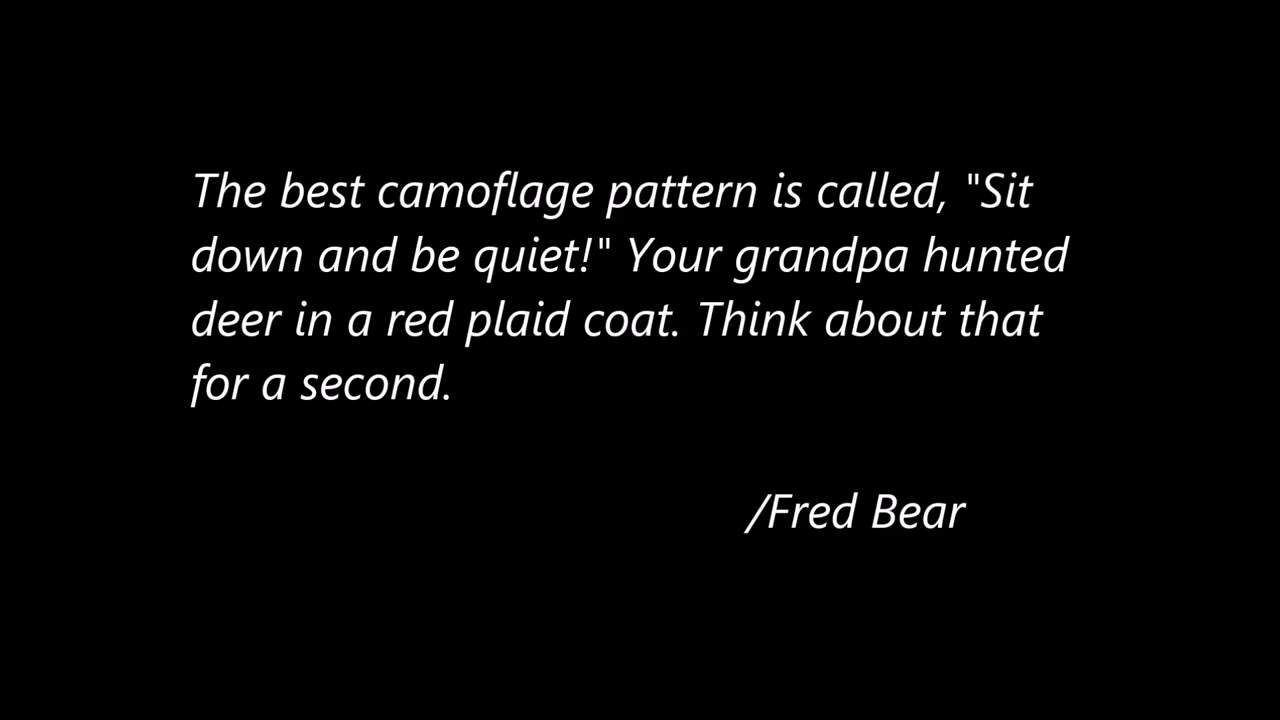 The best camoflage pattern is called, "Sit
down and be quiet!" Your grandpa hunted
deer in a red plaid coat. Think about that
for a second.
/Fred Bear